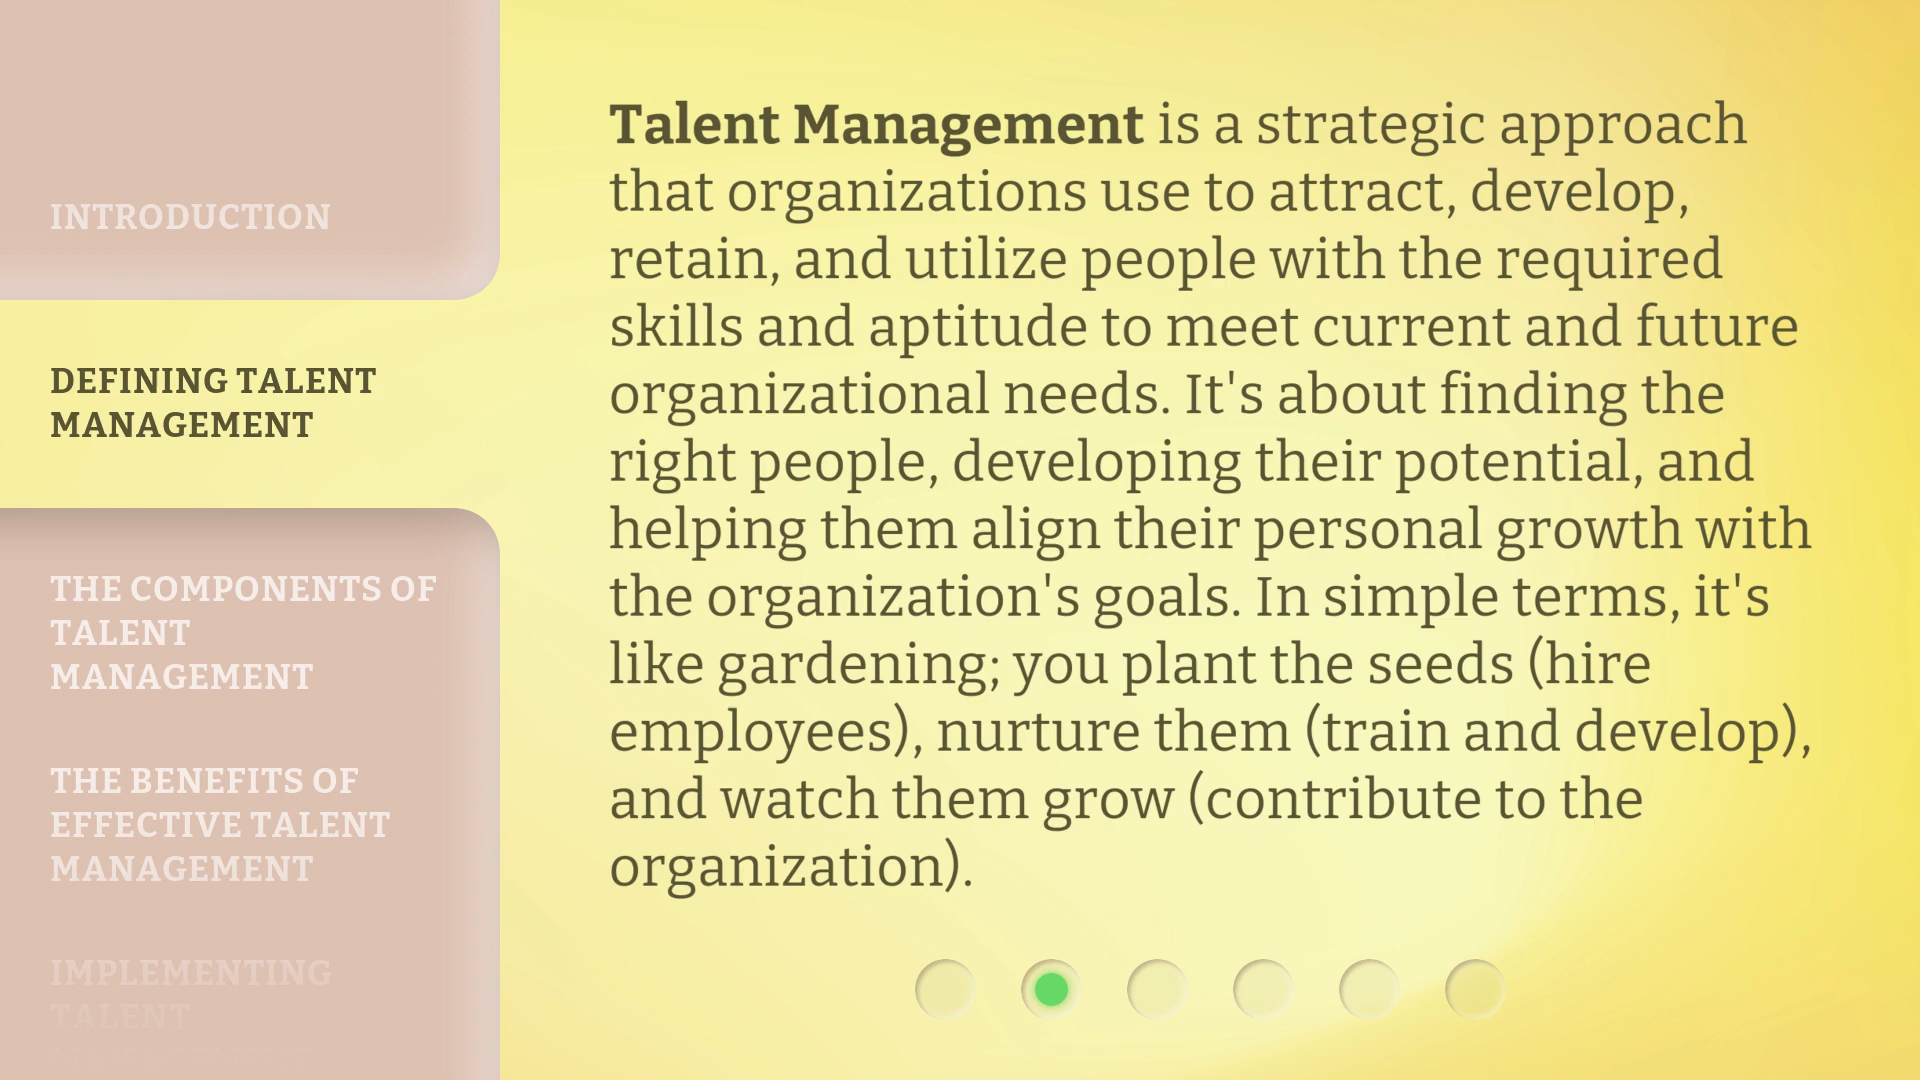 INTRODUCTION
DEFINING TALENT
MANAGEMENT
THE COMPONENTS OF
TALENT
MANAGEMENT
THE BENEFITS OF
EFFECTIVE TALENT
MANAGEMENT
IMPLEMENTING
TALENT
Talent Management is a strategic approach
that organizations use to attract, develop,
retain, and utilize people with the required
skills and aptitude to meet current and future
organizational needs. It's about finding the
right people, developing their potential, and
helping them align their personal growth with
the organization's goals. In simple terms, it's
like gardening; you plant the seeds (hire
employees), nurture them (train and develop),
and watch them grow (contribute to the
organization).